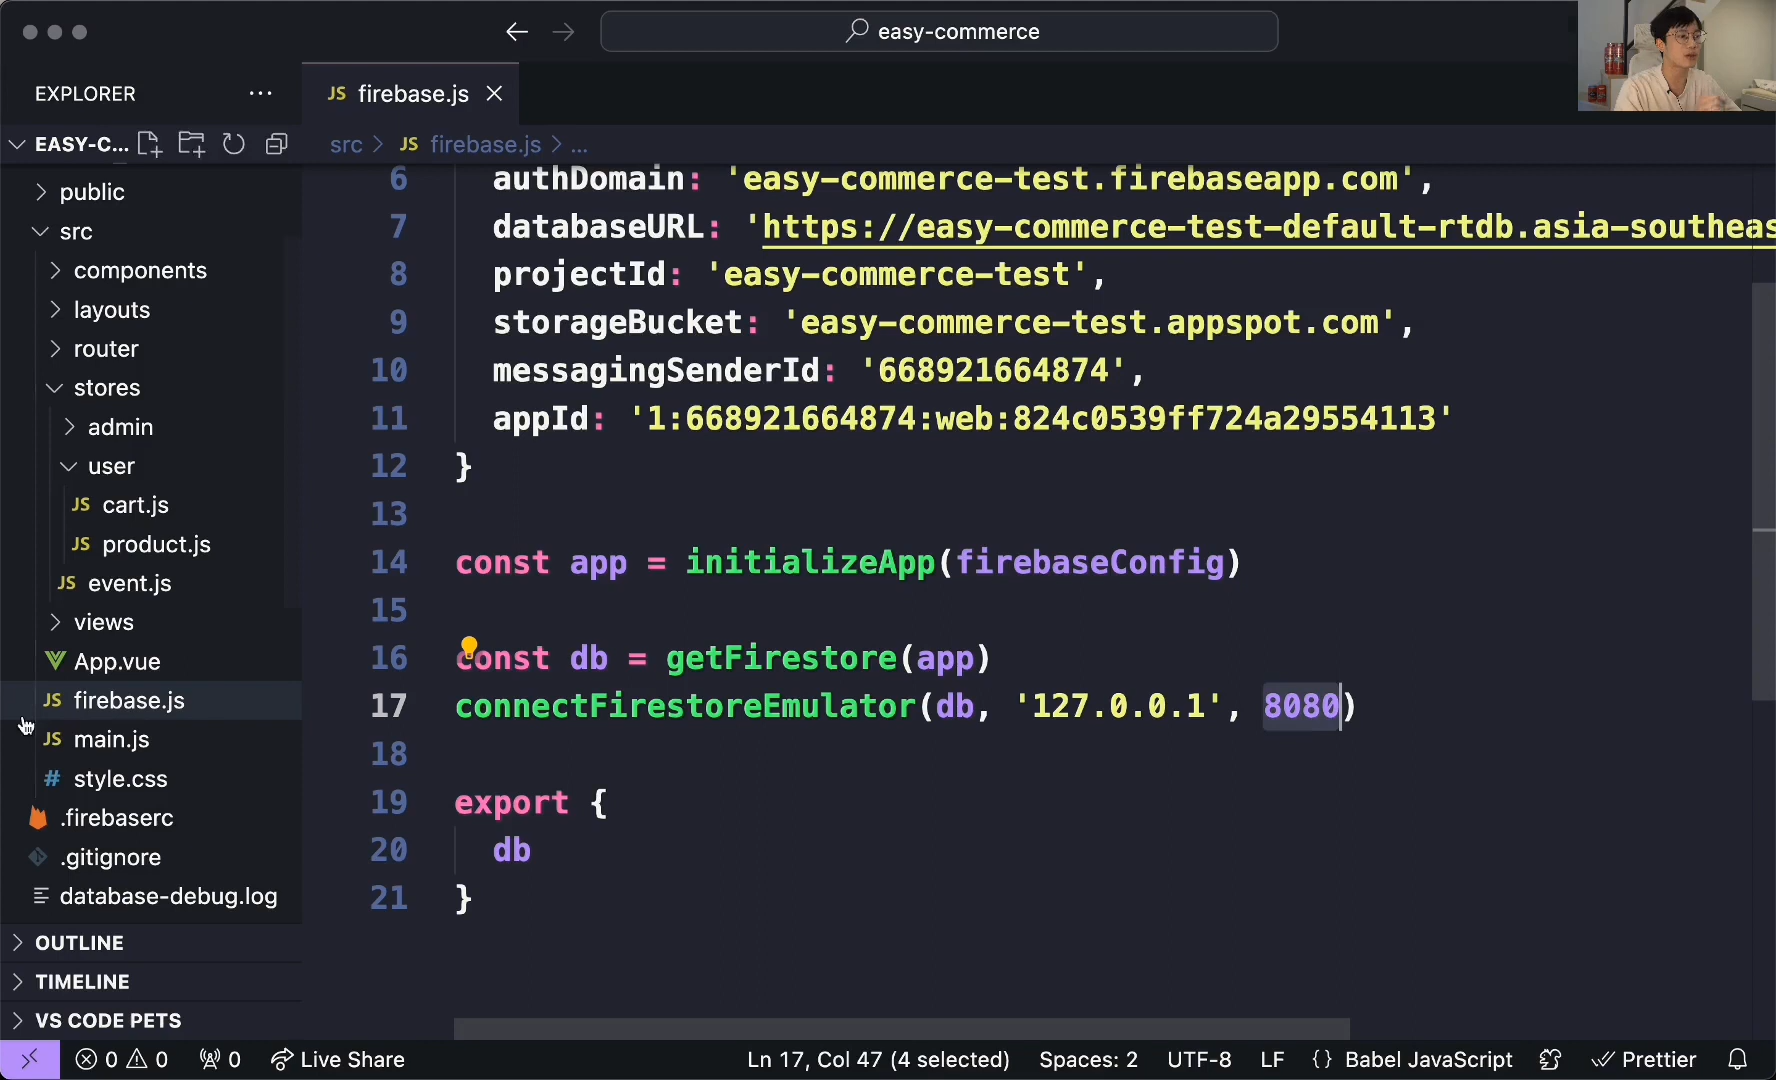 easy-commerce
EXPLORER
JS firebase.js
EASY-C...
src > JS firebase.js > ...
public
src
components
layouts
router
stores
admin
user
JS cart.js
JS product.js
JS event.js
views
App.vue
JS firebase.js
JS main.js
# style.css
.firebaserc
.gitignore
database-debug.log
OUTLINE
TIMELINE
VS CODE PETS
6 authDomain: 'easy-commerce-test.firebaseapp.com',
7 databaseURL: 'https://easy-commerce-test-default-rtdb.asia-southeas
8 projectId: 'easy-commerce-test',
9 storageBucket: 'easy-commerce-test.appspot.com',
10 messagingSenderId: '668921664874',
11 appId: '1:668921664874:web:824c0539ff724a29554113'
12 }
13
14 const app = initializeApp(firebaseConfig)
15
16 const db = getFirestore(app)
17 connectFirestoreEmulator(db, '127.0.0.1', 8080)
18
19 export {
20 db
21 }
0 0 0 Live Share Ln 17, Col 47 (4 selected) Spaces: 2 UTF-8 LF {} Babel JavaScript Prettier